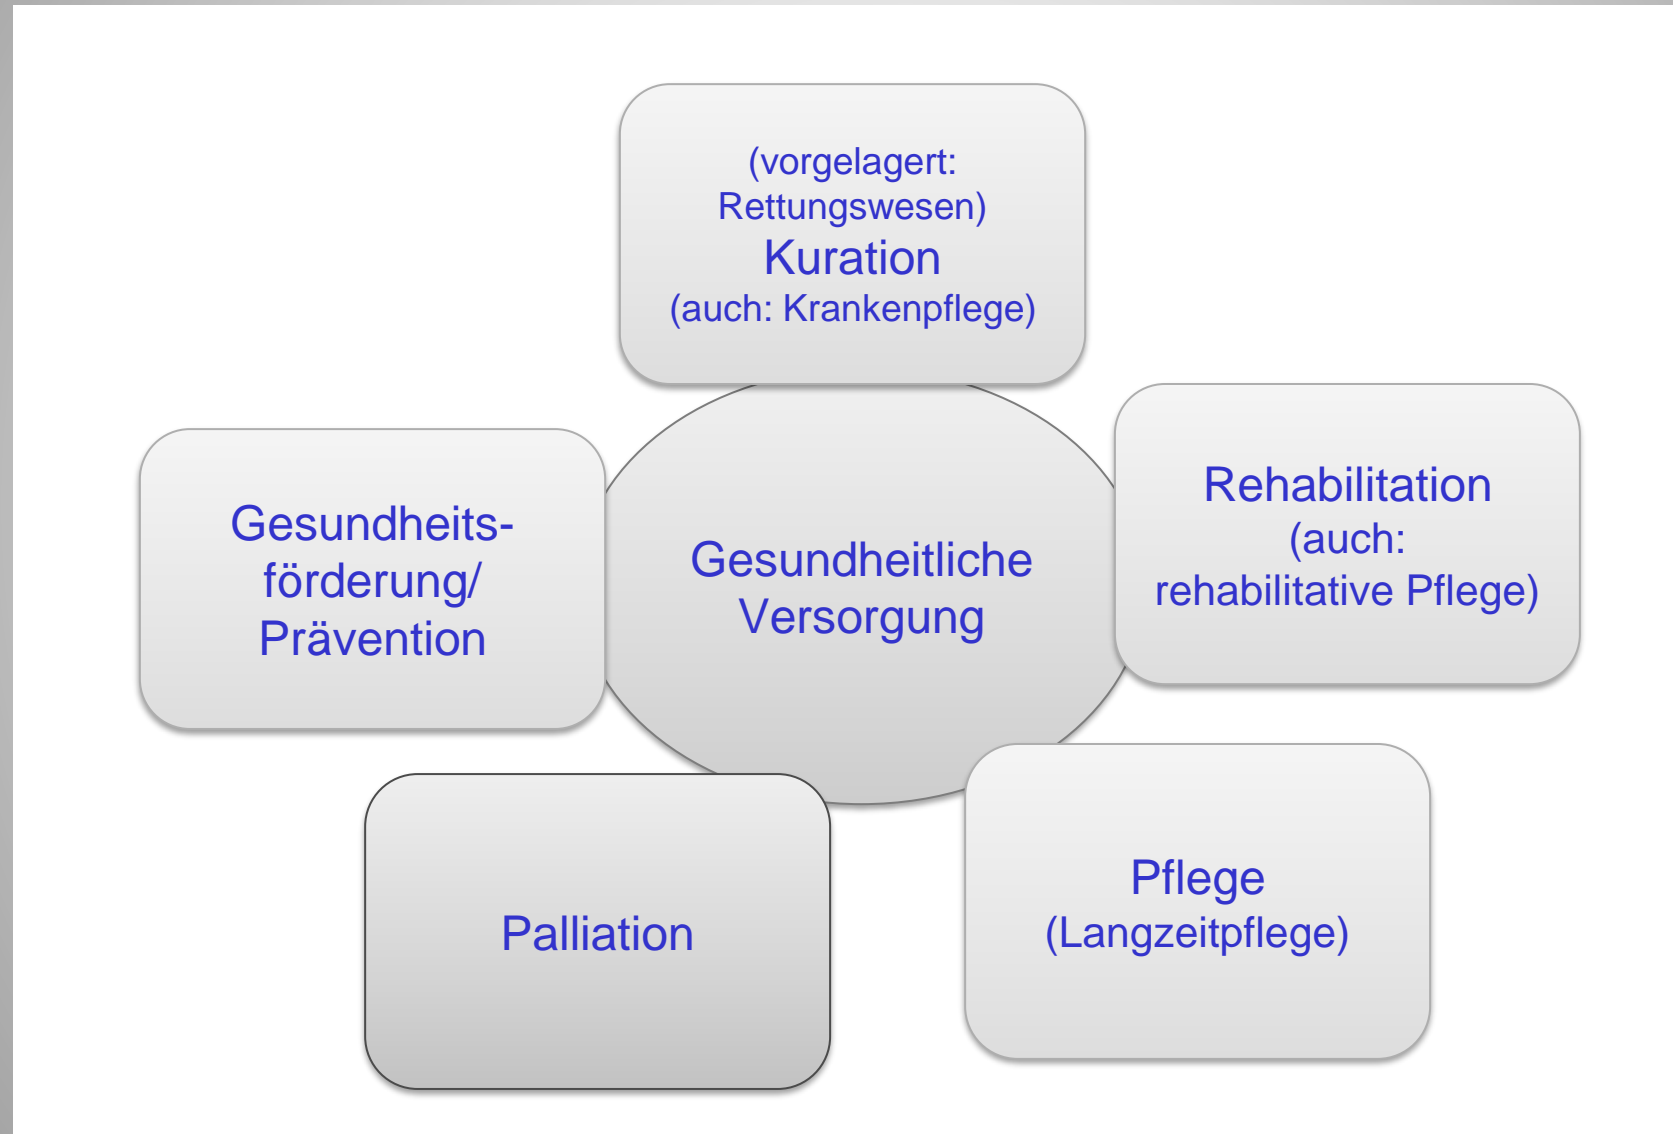 (vorgelagert:
Rettungswesen)
Kuration
(auch: Krankenpflege)
Gesundheits-
förderung/
Prävention
Gesundheitliche
Versorgung
Rehabilitation
(auch:
rehabilitative Pflege)
Palliation
Pflege
(Langzeitpflege)